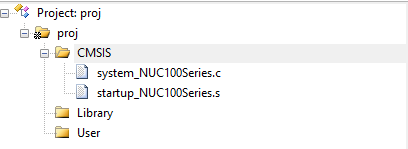 Project: proj
proj
CMSIS
system_NUC100Series.c
startup_NUC100Series.s
Library
User